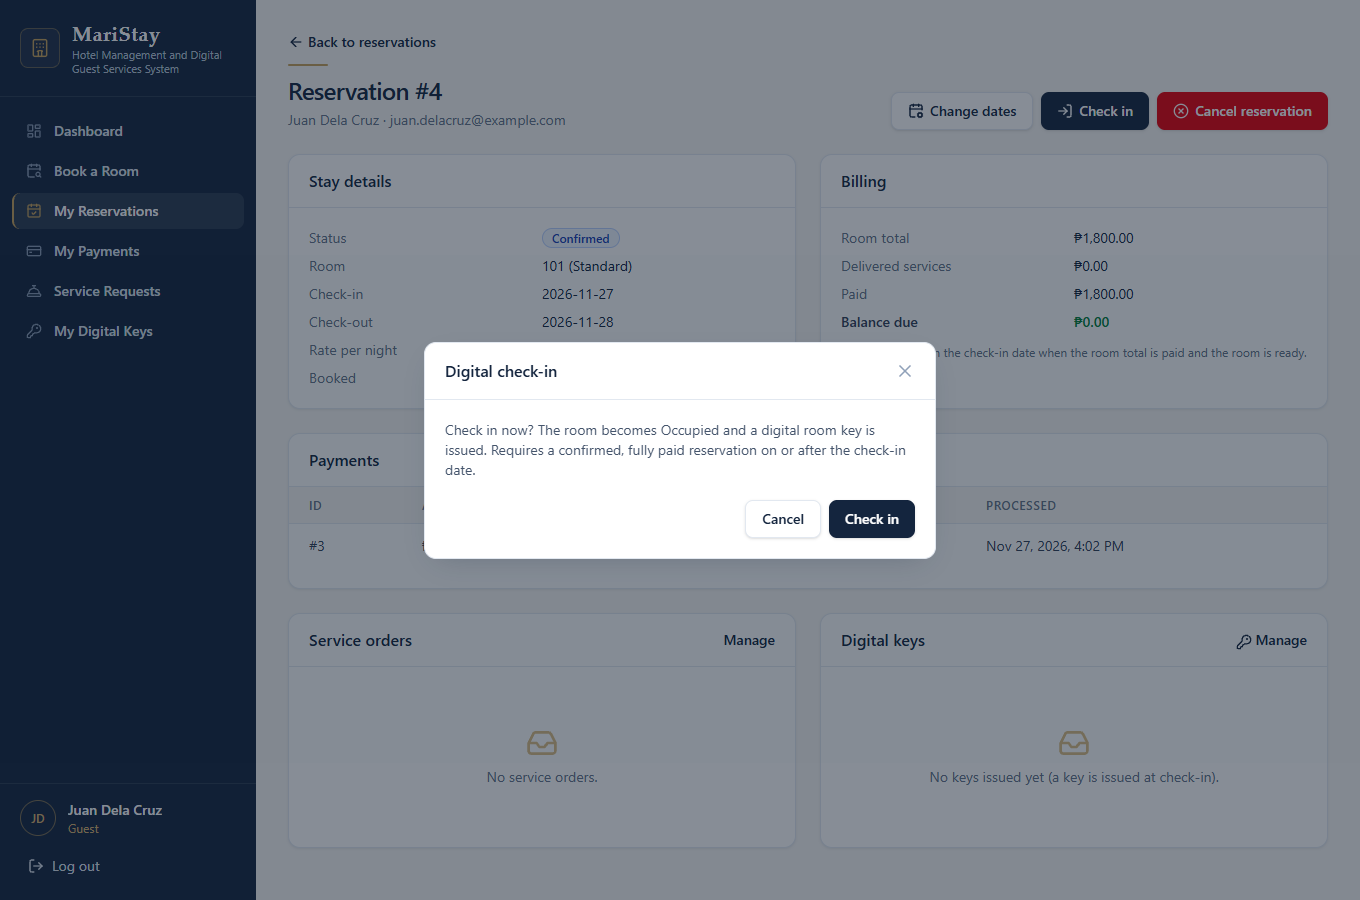 MariStay
Hotel Management and Digital
Guest Services System
Dashboard
Book a Room
My Reservations
My Payments
Service Requests
My Digital Keys
JD
Juan Dela Cruz
Guest
Log out
Back to reservations
Reservation #4
Juan Dela Cruz · juan.delacruz@example.com
Change dates
Check in
Cancel reservation
Stay details
Status Confirmed
Room 101 (Standard)
Check-in 2026-11-27
Check-out 2026-11-28
Rate per night
Booked
Billing
Room total ₱1,800.00
Delivered services ₱0.00
Paid ₱1,800.00
Balance due ₱0.00
the check-in date when the room total is paid and the room is ready.
Digital check-in
Check in now? The room becomes Occupied and a digital room key is
issued. Requires a confirmed, fully paid reservation on or after the check-in
date.
Cancel
Check in
Payments
ID PROCESSED
#3 Nov 27, 2026, 4:02 PM
Service orders
Manage
No service orders.
Digital keys
Manage
No keys issued yet (a key is issued at check-in).